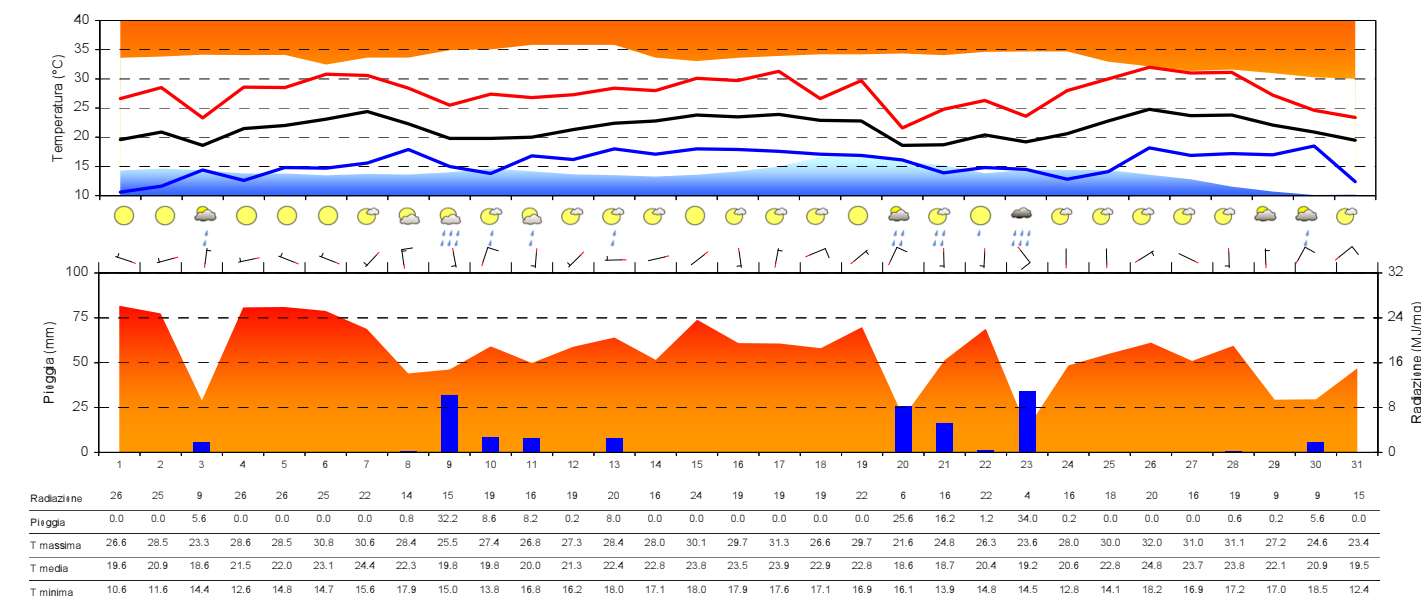 40
35
30
25
20
15
10
Temperatura (°C)
100
75
50
25
0
Pioggia (mm)
32
24
16
8
0
Radiazione (MJ/mq)
1 2 3 4 5 6 7 8 9 10 11 12 13 14 15 16 17 18 19 20 21 22 23 24 25 26 27 28 29 30 31
Radiazione 26 25 9 26 26 25 22 14 15 19 16 19 20 16 24 19 19 19 22 6 16 22 4 16 18 20 16 19 9 9 15
Pioggia 0.0 0.0 5.6 0.0 0.0 0.0 0.0 0.8 32.2 8.6 8.2 0.2 8.0 0.0 0.0 0.0 0.0 0.0 0.0 25.6 16.2 1.2 34.0 0.2 0.0 0.0 0.0 0.6 0.2 5.6 0.0
T massima 26.6 28.5 23.3 28.6 28.5 30.8 30.6 28.4 25.5 27.4 26.8 27.3 28.4 28.0 30.1 29.7 31.3 26.6 29.7 21.6 24.8 26.3 23.6 28.0 30.0 32.0 31.0 31.1 27.2 24.6 23.4
T media 19.6 20.9 18.6 21.5 22.0 23.1 24.4 22.3 19.8 19.8 20.0 21.3 22.4 22.8 23.8 23.5 23.9 22.9 22.8 18.6 18.7 20.4 19.2 20.6 22.8 24.8 23.7 23.8 22.1 20.9 19.5
T minima 10.6 11.6 14.4 12.6 14.8 14.7 15.6 17.9 15.0 13.8 16.8 16.2 18.0 17.1 18.0 17.9 17.6 17.1 16.9 16.1 13.9 14.8 14.5 12.8 14.1 18.2 16.9 17.2 17.0 18.5 12.4